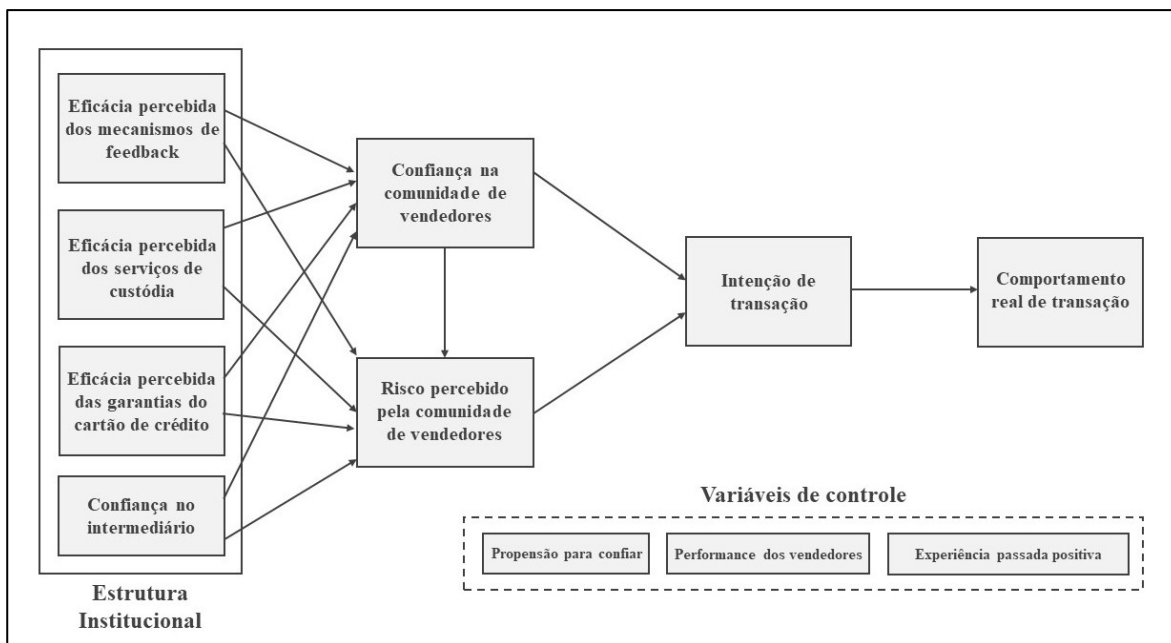 Eficácia percebida
dos mecanismos de
feedback
Eficácia percebida
dos serviços de
custódia
Eficácia percebida
das garantias do
cartão de crédito
Confiança no
intermediário
Estrutura
Institucional
Confiança na
comunidade de
vendedores
Risco percebido
pela comunidade
de vendedores
Intenção de
transação
Comportamento
real de transação
Variáveis de controle
Propensão para confiar
Performance dos vendedores
Experiência passada positiva